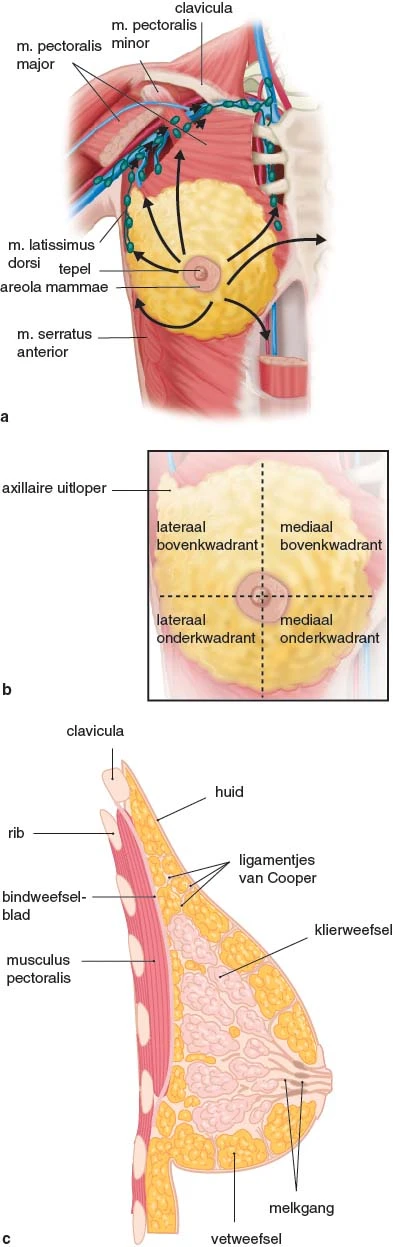 clavicula
m. pectoralis
minor
m. pectoralis
major
m. latissimus
dorsi
tepel
areola mammae
m. serratus
anterior
a
axillaire uitloper
lateraal
bovenkwadrant
mediaal
bovenkwadrant
lateraal
onderkwadrant
mediaal
onderkwadrant
b
clavicula
huid
rib
ligamentjes
van Cooper
bindweefsel-
blad
klierweefsel
musculus
pectoralis
melkgang
vetweefsel
c